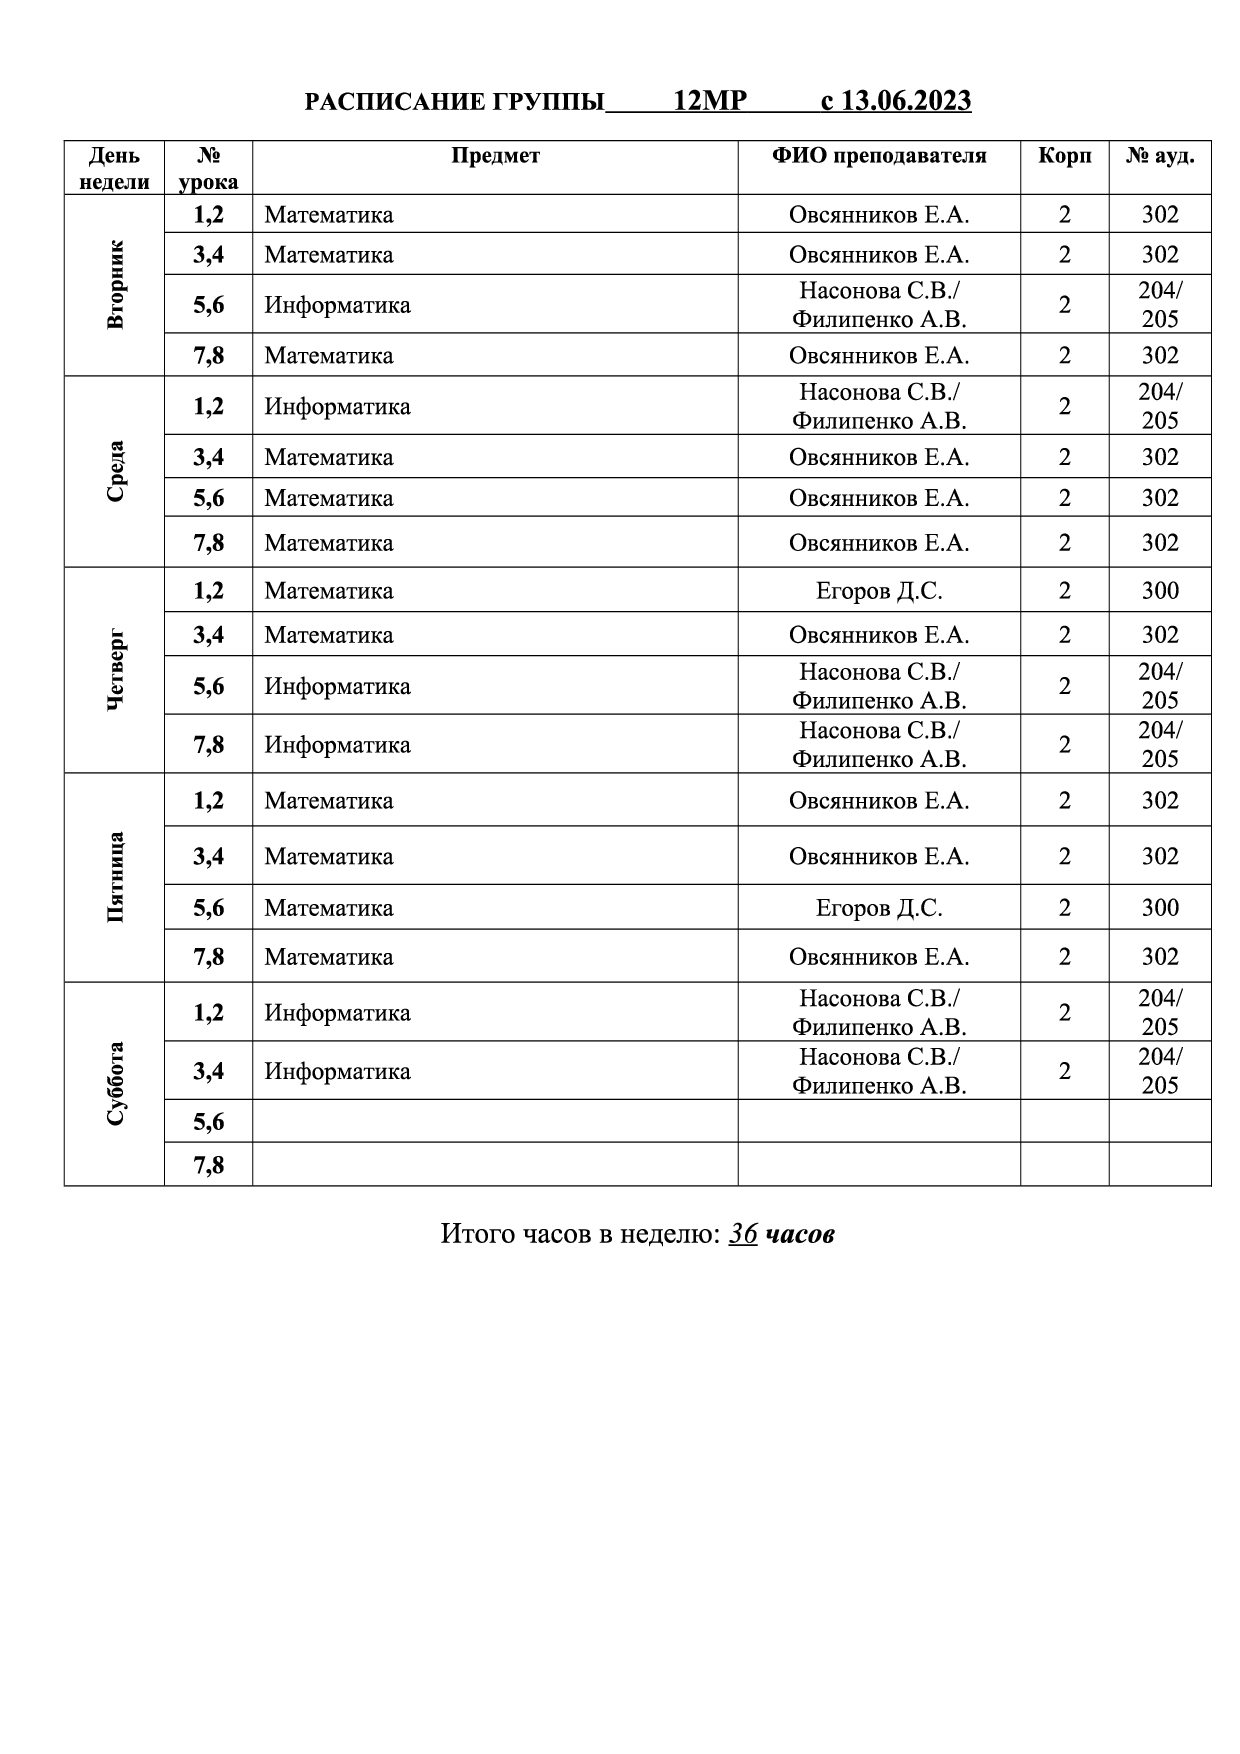 РАСПИСАНИЕ ГРУППЫ 12МР с 13.06.2023
День недели № урока Предмет ФИО преподавателя Корп № ауд.
Вторник
1,2 Математика Овсянников Е.А. 2 302
3,4 Математика Овсянников Е.А. 2 302
5,6 Информатика Насонова С.В./ Филипенко А.В. 2 204/ 205
7,8 Математика Овсянников Е.А. 2 302
Среда
1,2 Информатика Насонова С.В./ Филипенко А.В. 2 204/ 205
3,4 Математика Овсянников Е.А. 2 302
5,6 Математика Овсянников Е.А. 2 302
7,8 Математика Овсянников Е.А. 2 302
Четверг
1,2 Математика Егоров Д.С. 2 300
3,4 Математика Овсянников Е.А. 2 302
5,6 Информатика Насонова С.В./ Филипенко А.В. 2 204/ 205
7,8 Информатика Насонова С.В./ Филипенко А.В. 2 204/ 205
Пятница
1,2 Математика Овсянников Е.А. 2 302
3,4 Математика Овсянников Е.А. 2 302
5,6 Математика Егоров Д.С. 2 300
7,8 Математика Овсянников Е.А. 2 302
Суббота
1,2 Информатика Насонова С.В./ Филипенко А.В. 2 204/ 205
3,4 Информатика Насонова С.В./ Филипенко А.В. 2 204/ 205
5,6
7,8
Итого часов в неделю: 36 часов